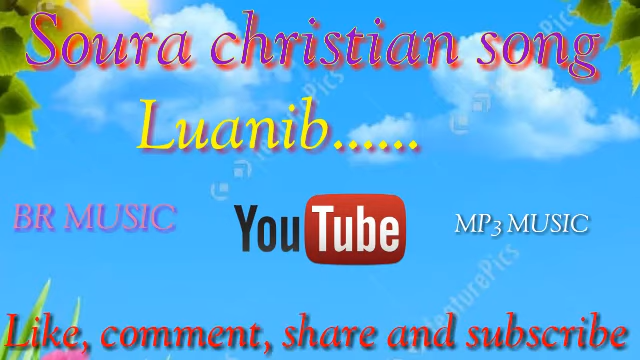 Soura christian song
Luanib......
BR MUSIC
YouTube
MP3 MUSIC
Like, comment, share and subscribe